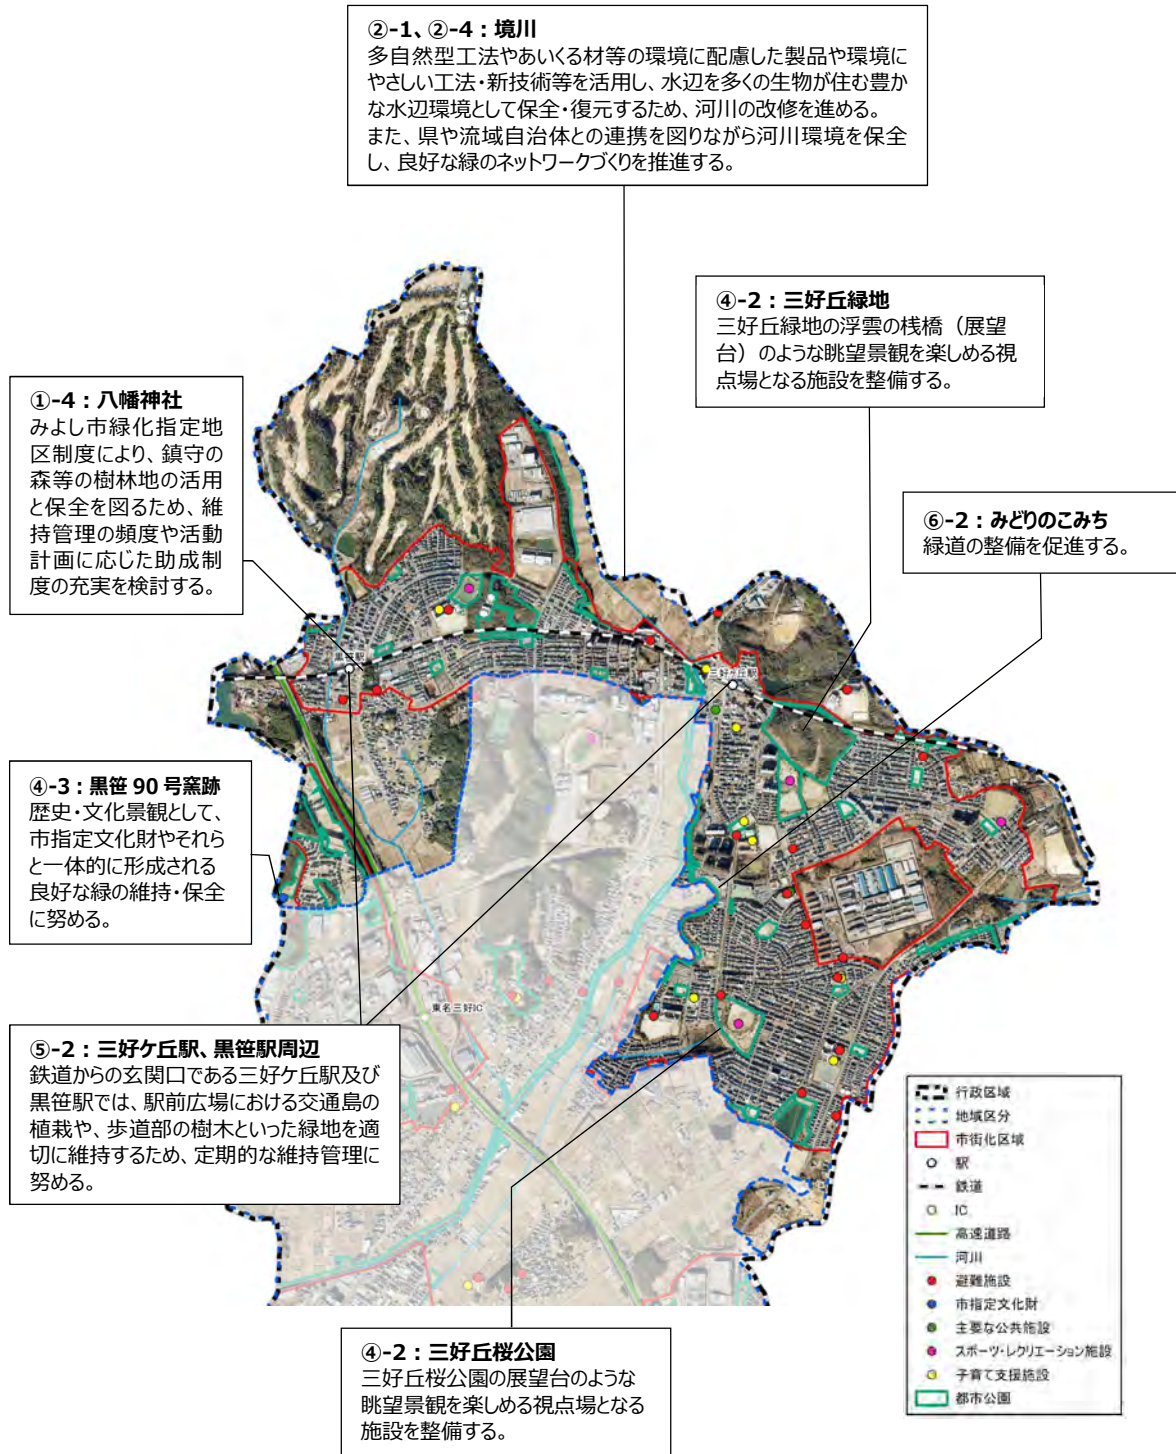 ②-1、②-4：境川
多自然型工法やあいくる材等の環境に配慮した製品や環境に
やさしい工法・新技術等を活用し、水辺を多くの生物が住む豊か
な水辺環境として保全・復元するため、河川の改修を進める。
また、県や流域自治体との連携を図りながら河川環境を保全
し、良好な緑のネットワークづくりを推進する。
④-2：三好丘緑地
三好丘緑地の浮雲の桟橋（展望
台）のような眺望景観を楽しめる視
点場となる施設を整備する。
①-4：八幡神社
みよし市緑化指定地
区制度により、鎮守の
森等の樹林地の活用
と保全を図るため、維
持管理の頻度や活動
計画に応じた助成制
度の充実を検討する。
⑥-2：みどりのこみち
緑道の整備を促進する。
黒笹駅
三好ヶ丘駅
④-3：黒笹 90 号窯跡
歴史・文化景観として、
市指定文化財やそれら
と一体的に形成される
良好な緑の維持・保全
に努める。
東名三好IC
⑤-2：三好ケ丘駅、黒笹駅周辺
鉄道からの玄関口である三好ケ丘駅及び
黒笹駅では、駅前広場における交通島の
植栽や、歩道部の樹木といった緑地を適
切に維持するため、定期的な維持管理に
努める。
④-2：三好丘桜公園
三好丘桜公園の展望台のような
眺望景観を楽しめる視点場となる
施設を整備する。
行政区域
地域区分
市街化区域
駅
鉄道
IC
高速道路
河川
避難施設
市指定文化財
主要な公共施設
スポーツ・レクリエーション施設
子育て支援施設
都市公園